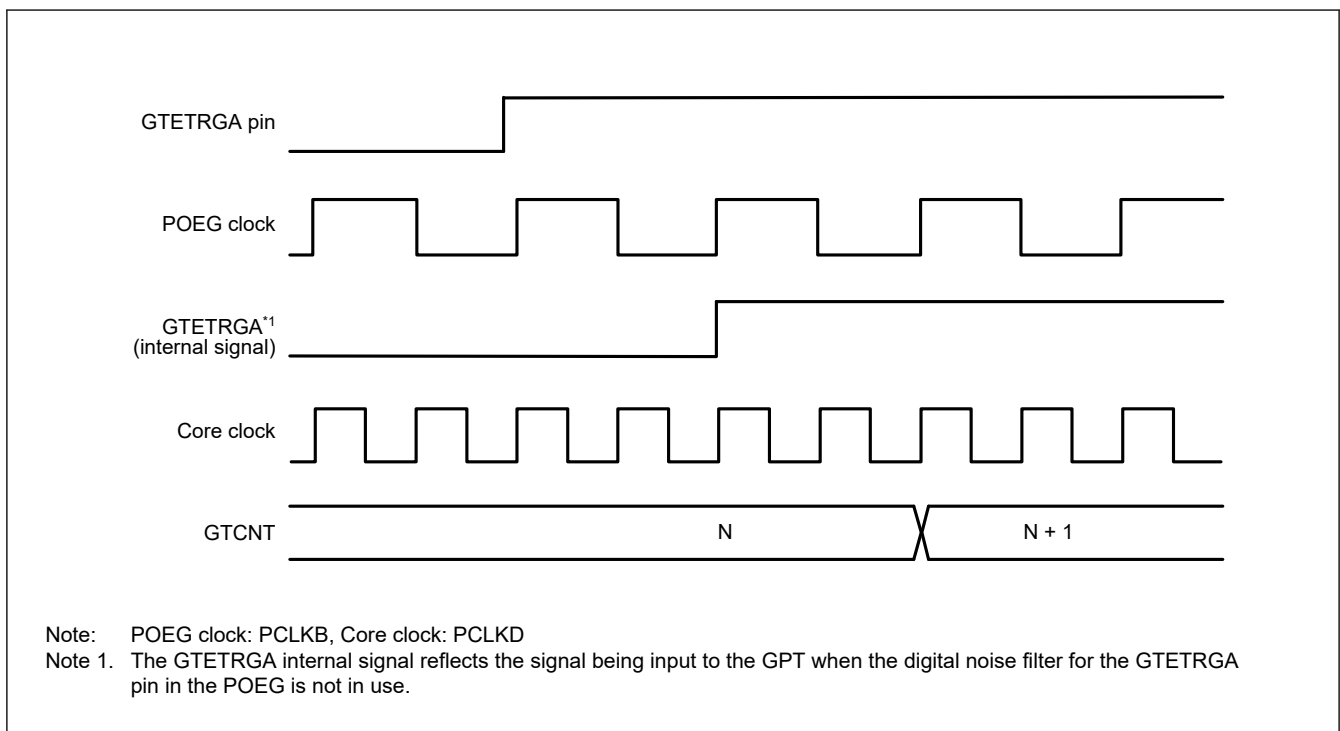 GTETRGA pin
POEG clock
GTETRGA*1
(internal signal)
Core clock
GTCNT
N
N + 1
Note: POEG clock: PCLKB, Core clock: PCLKD
Note 1. The GTETRGA internal signal reflects the signal being input to the GPT when the digital noise filter for the GTETRGA
pin in the POEG is not in use.